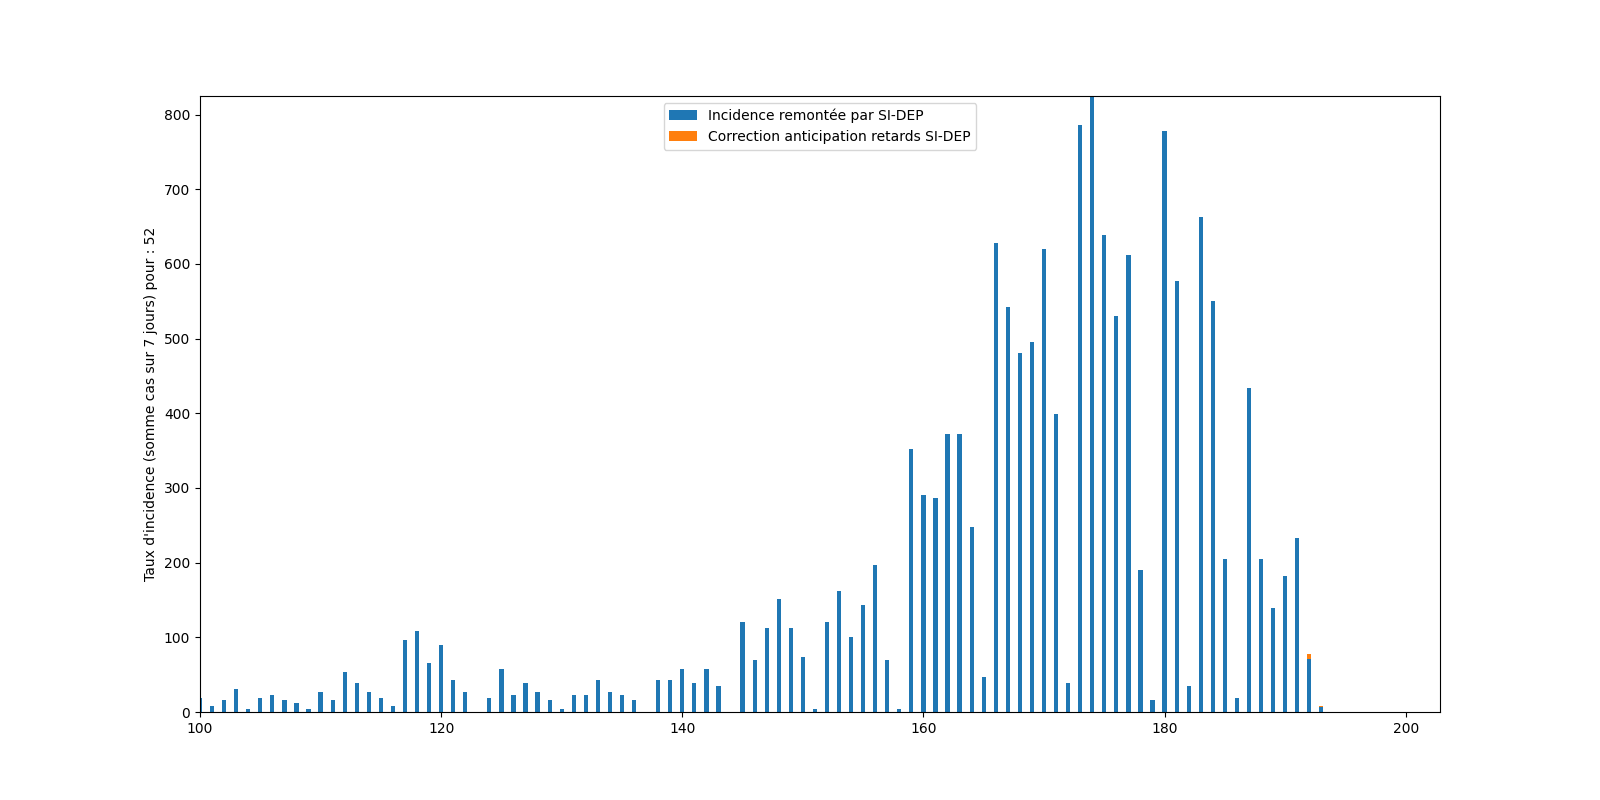 Incidence remontée par SI-DEP
Correction anticipation retards SI-DEP
Taux d'incidence (somme cas sur 7 jours) pour : 52
800
700
600
500
400
300
200
100
0
100 120 140 160 180 200